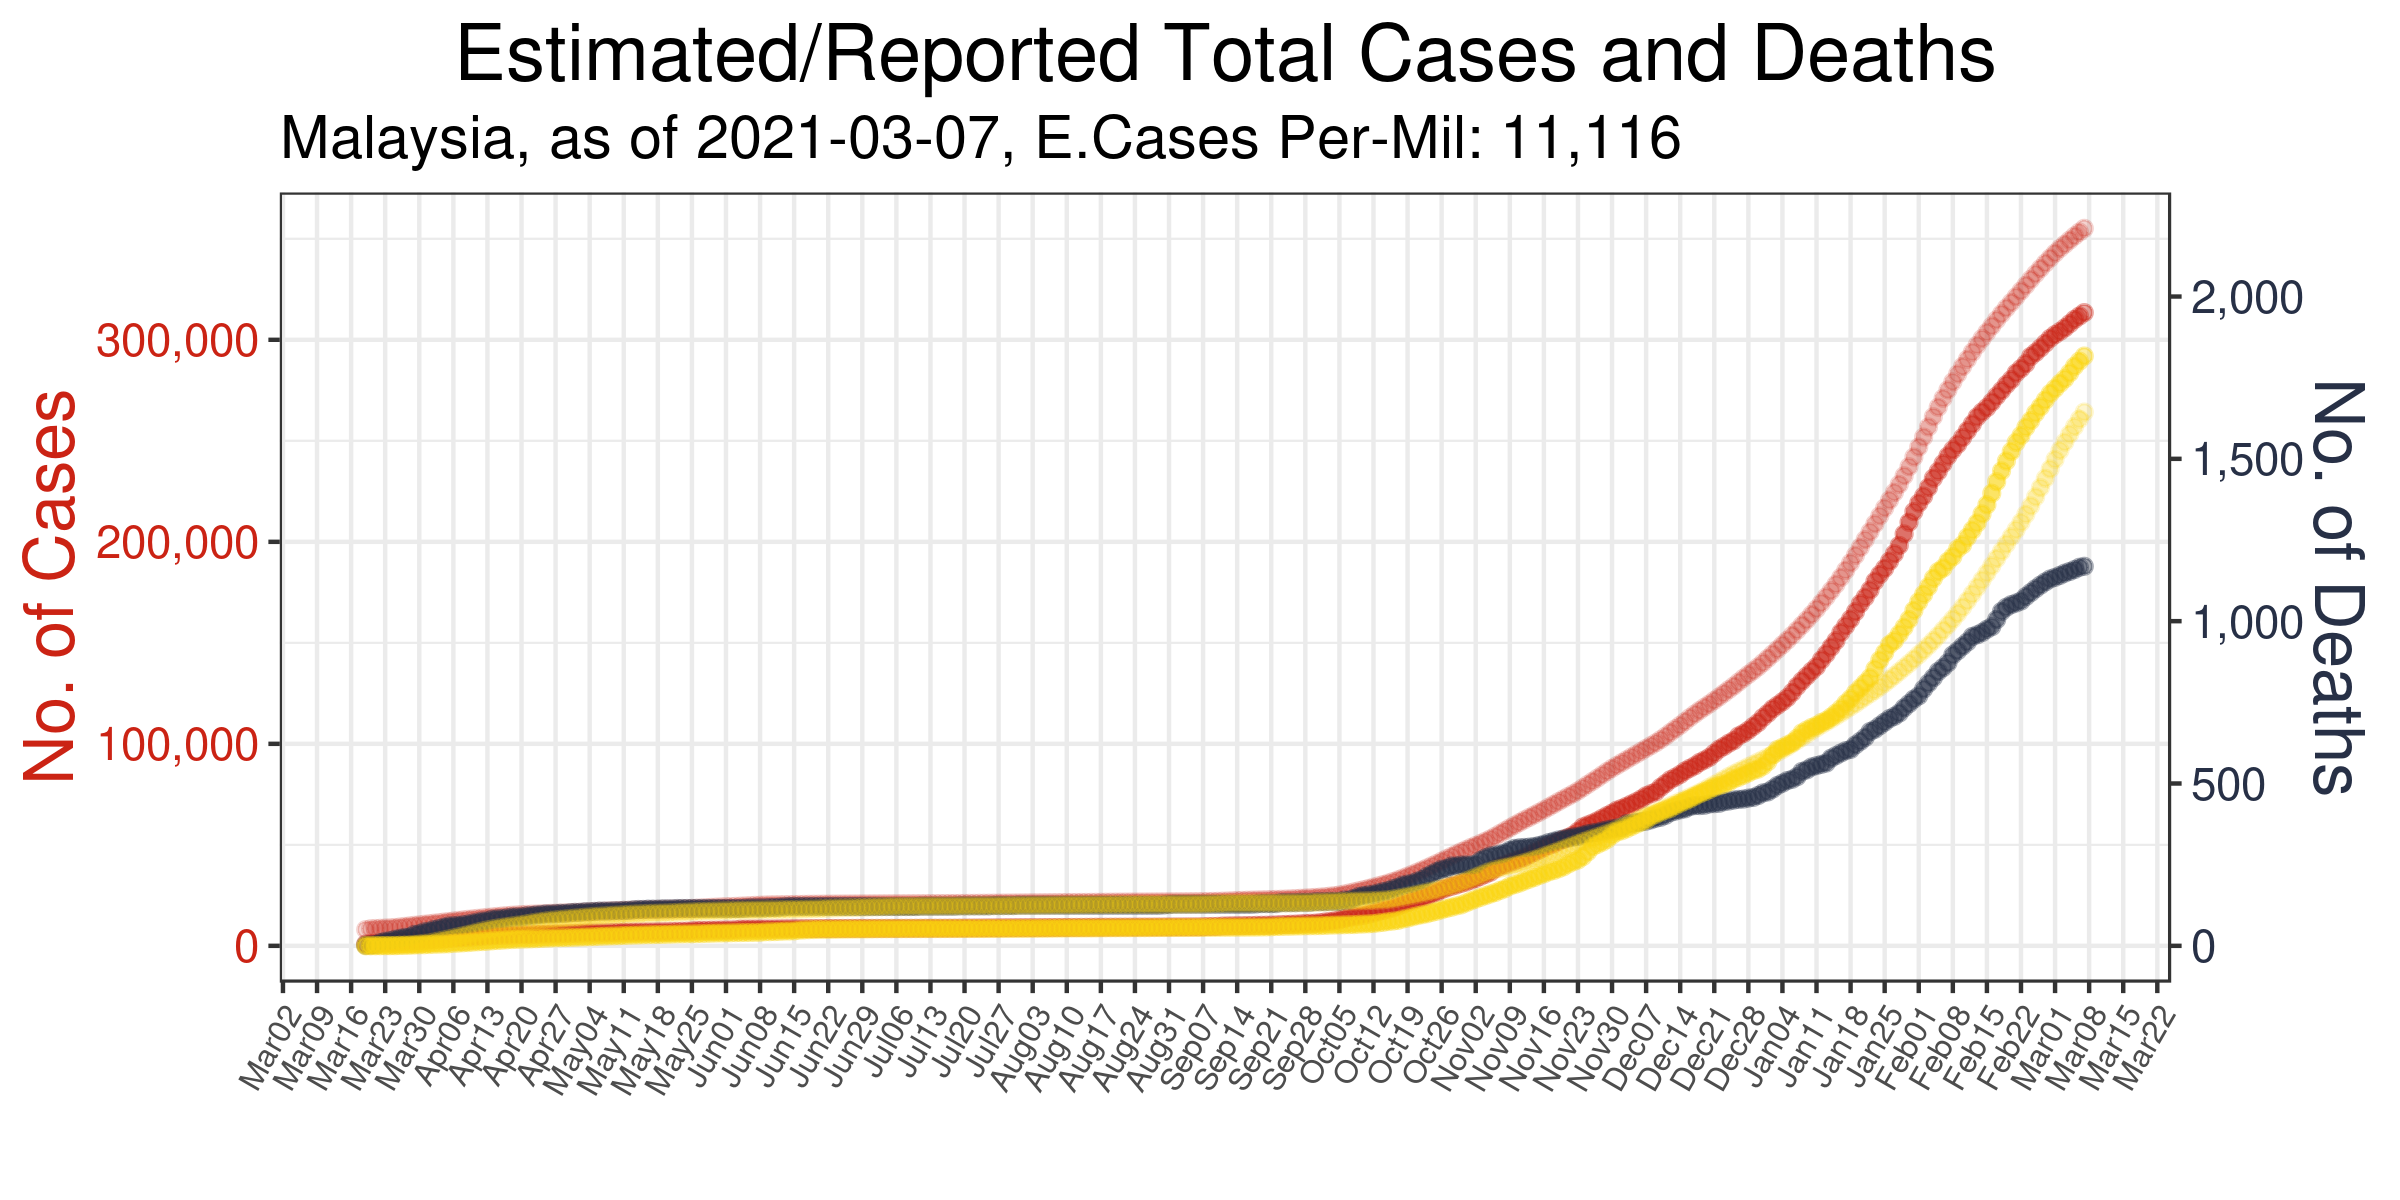 Estimated/Reported Total Cases and Deaths
Malaysia, as of 2021-03-07, E.Cases Per-Mil: 11,116
No. of Cases
300,000
200,000
100,000
0
2,000
1,500
1,000
500
0
No. of Deaths
Mar02
Mar09
Mar16
Mar23
Mar30
Apr06
Apr13
Apr20
Apr27
May04
May11
May18
May25
Jun01
Jun08
Jun15
Jun22
Jun29
Jul06
Jul13
Jul20
Jul27
Aug03
Aug10
Aug17
Aug24
Aug31
Sep07
Sep14
Sep21
Sep28
Oct05
Oct12
Oct19
Oct26
Nov02
Nov09
Nov16
Nov23
Nov30
Dec07
Dec14
Dec21
Dec28
Jan04
Jan11
Jan18
Jan25
Feb01
Feb08
Feb15
Feb22
Mar01
Mar08
Mar15
Mar22